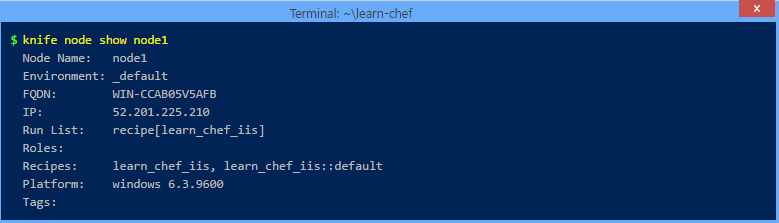 Terminal: ~\learn-chef
x
$ knife node show node1
Node Name: node1
Environment: _default
FQDN: WIN-CCAB05V5AFB
IP: 52.201.225.210
Run List: recipe[learn_chef_iis]
Roles:
Recipes: learn_chef_iis, learn_chef_iis::default
Platform: windows 6.3.9600
Tags: